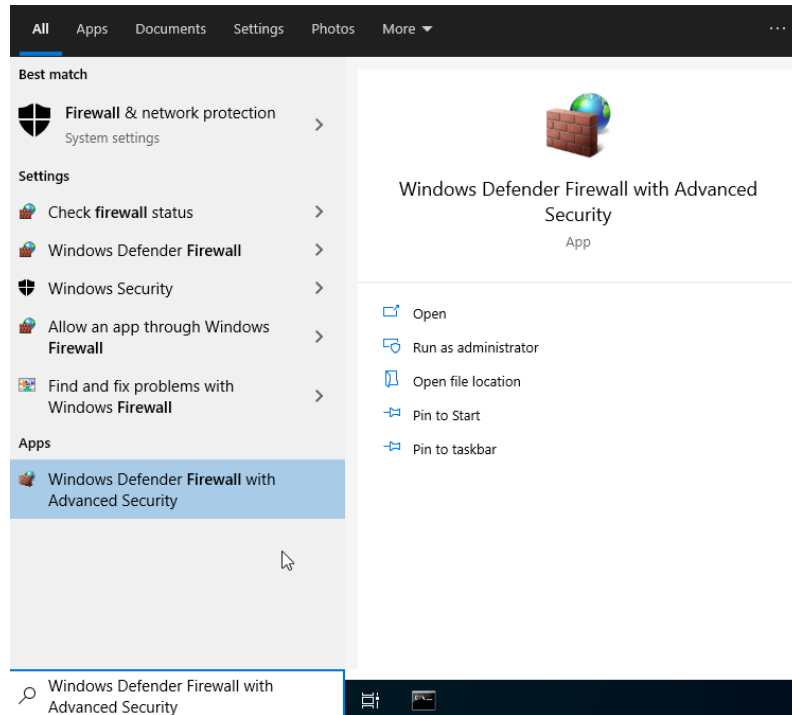 All Apps Documents Settings Photos More ...
Best match
Firewall & network protection
System settings
Settings
Check firewall status
Windows Defender Firewall
Windows Security
Allow an app through Windows
Firewall
Find and fix problems with
Windows Firewall
Apps
Windows Defender Firewall with
Advanced Security
Windows Defender Firewall with
Advanced Security
Windows Defender Firewall with Advanced
Security
App
Open
Run as administrator
Open file location
Pin to Start
Pin to taskbar